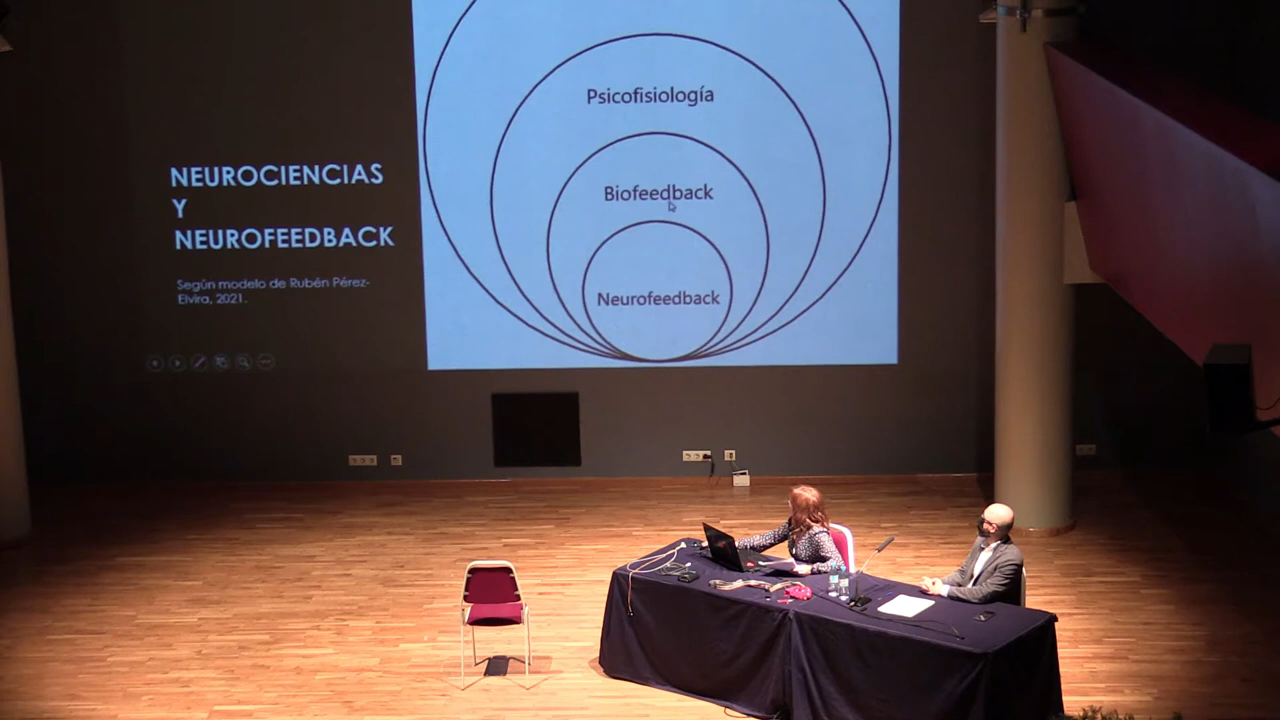 NEUROCIENCIAS
Y
NEUROFEEDBACK
Según modelo de Rubén Pérez-
Elvira, 2021.
Psicofisiología
Biofeedback
Neurofeedback